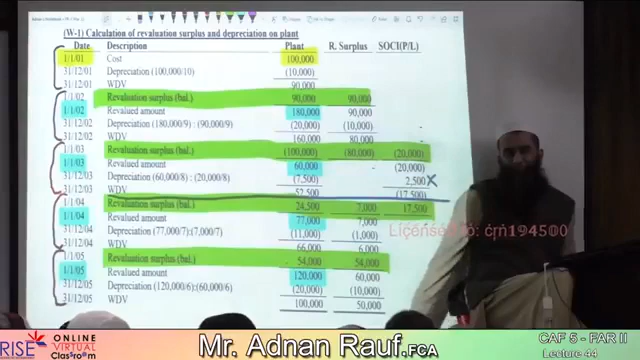 (W-1) Calculation of revaluation surplus and depreciation on plant
Date Description Plant R. Surplus SOCI(P/L)
1/1/01 Cost 100,000
31/12/01 Depreciation (100,000/10) (10,000)
31/12/01 WDV 90,000
1/1/02 Revaluation surplus (bal.) 90,000 90,000
1/1/02 Revalued amount 180,000 90,000
31/12/02 Depreciation (180,000/9) : (90,000/9) (20,000) (10,000)
31/12/02 WDV 160,000 80,000
1/1/03 Revaluation surplus (bal.) (100,000) (80,000) (20,000)
1/1/03 Revalued amount 60,000 (20,000)
31/12/03 Depreciation (60,000/8) : (20,000/8) (7,500) 2,500 X
31/12/03 WDV 52,500 (17,500)
1/1/04 Revaluation surplus (bal.) 24,500 7,000 17,500
1/1/04 Revalued amount 77,000 7,000
31/12/04 Depreciation (77,000/7):(7,000/7) (11,000) (1,000)
31/12/04 WDV 66,000 6,000
1/1/05 Revaluation surplus (bal.) 54,000 54,000
1/1/05 Revalued amount 120,000 60,000
31/12/05 Depreciation (120,000/6):(60,000/6) (20,000) (10,000)
31/12/05 WDV 100,000 50,000
RISE ONLINE VIRTUAL Classroom
Mr. Adnan Rauf.FCA
CAF 5 - FAR II
Lecture 44